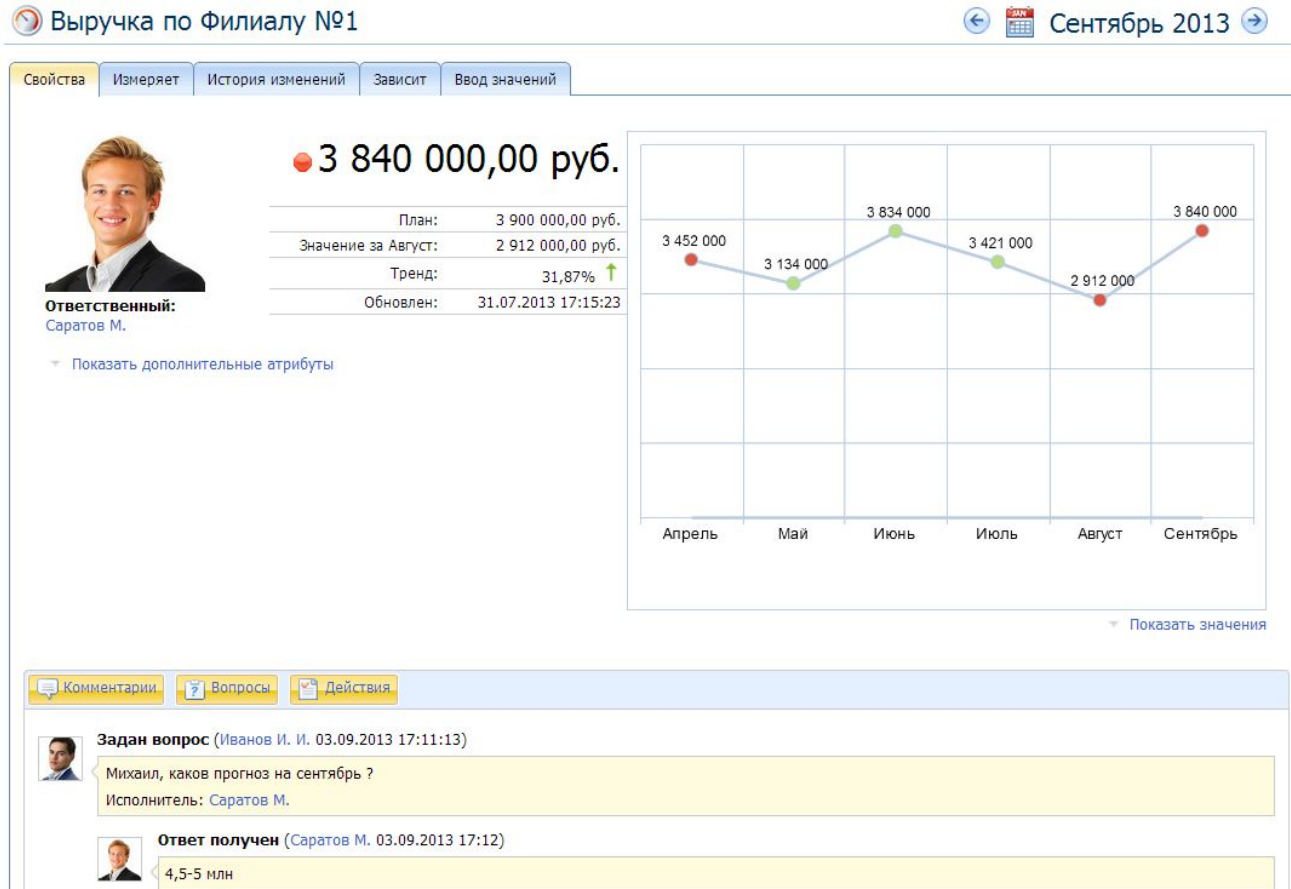 Выручка по Филиалу №1
Сентябрь 2013
Свойства Измеряет История изменений Зависит Ввод значений
3 840 000,00 руб.
План: 3 900 000,00 руб.
Значение за Август: 2 912 000,00 руб.
Тренд: 31,87%
Обновлен: 31.07.2013 17:15:23
Ответственный:
Саратов М.
Показать дополнительные атрибуты
3 452 000
3 134 000
3 834 000
3 421 000
2 912 000
3 840 000
Апрель Май Июнь Июль Август Сентябрь
Показать значения
Комментарии Вопросы Действия
Задан вопрос (Иванов И. И. 03.09.2013 17:11:13)
Михаил, каков прогноз на сентябрь ?
Исполнитель: Саратов М.
Ответ получен (Саратов М. 03.09.2013 17:12)
4,5-5 млн